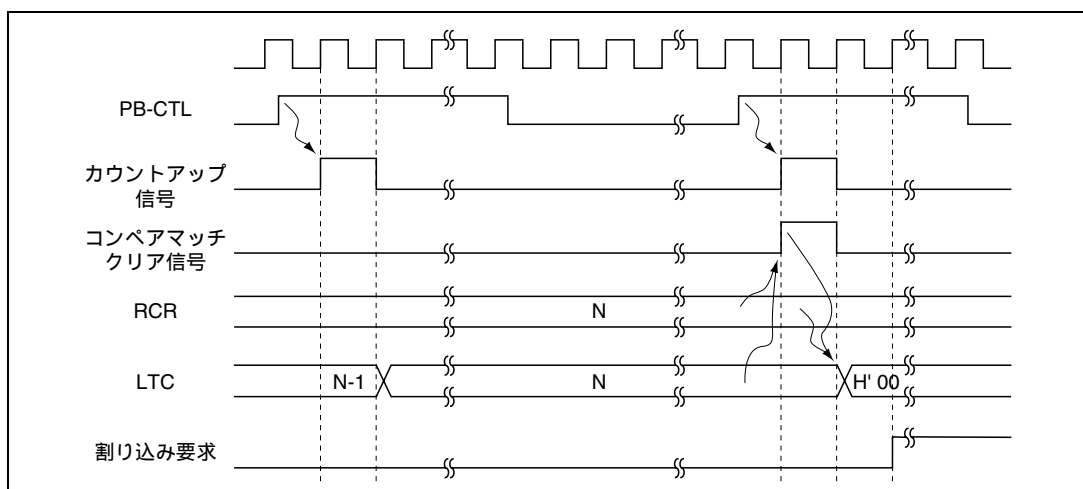 PB-CTL
カウントアップ
信号
コンペアマッチ
クリア信号
RCR
N
LTC
N-1
N
H' 00
割り込み要求